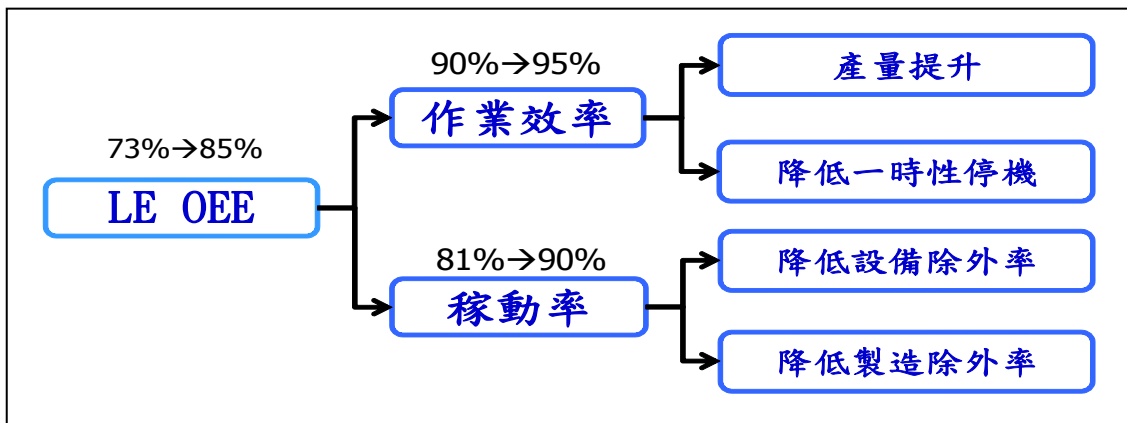 73%→85%
LE OEE
90%→95%
作業效率
81%→90%
稼動率
產量提升
降低一時性停機
降低設備除外率
降低製造除外率